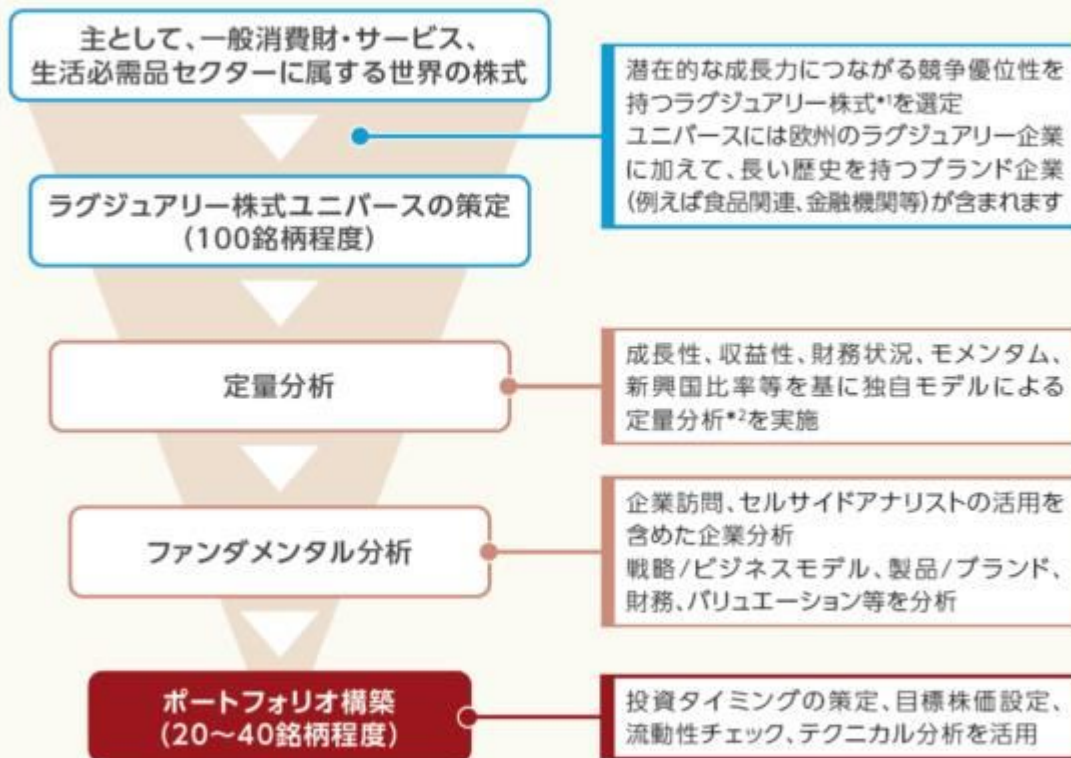 主として、一般消費財・サービス、
生活必需品セクターに属する世界の株式
潜在的な成長力につながる競争優位性を
持つラグジュアリー株式*1を選定
ユニバースには欧州のラグジュアリー企業
に加えて、長い歴史を持つブランド企業
(例えば食品関連、金融機関等)が含まれます
ラグジュアリー株式ユニバースの策定
(100銘柄程度)
定量分析
成長性、収益性、財務状況、モメンタム、
新興国比率等を基に独自モデルによる
定量分析*2を実施
ファンダメンタル分析
企業訪問、セルサイドアナリストの活用を
含めた企業分析
戦略/ビジネスモデル、製品/ブランド、
財務、バリュエーション等を分析
ポートフォリオ構築
(20～40銘柄程度)
投資タイミングの策定、目標株価設定、
流動性チェック、テクニカル分析を活用